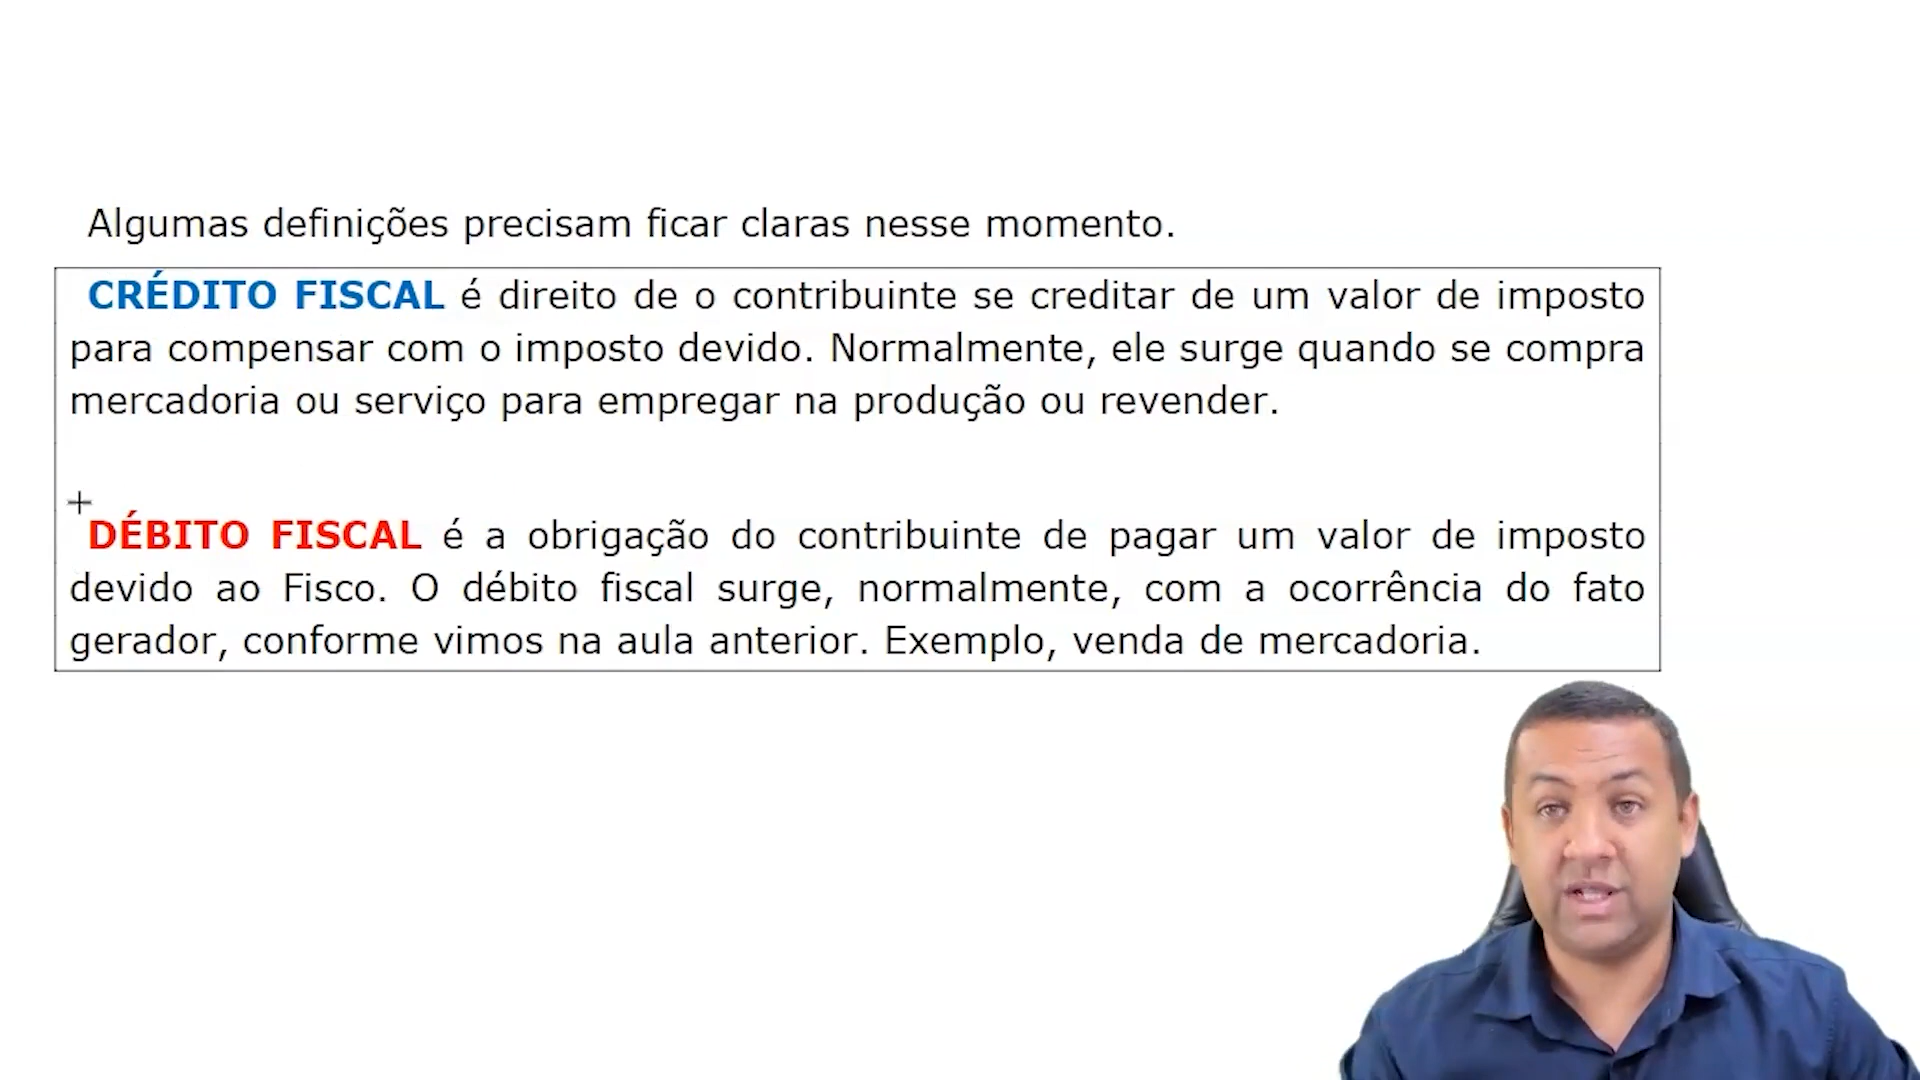 Algumas definições precisam ficar claras nesse momento.
CRÉDITO FISCAL é direito de o contribuinte se creditar de um valor de imposto
para compensar com o imposto devido. Normalmente, ele surge quando se compra
mercadoria ou serviço para empregar na produção ou revender.
DÉBITO FISCAL é a obrigação do contribuinte de pagar um valor de imposto
devido ao Fisco. O débito fiscal surge, normalmente, com a ocorrência do fato
gerador, conforme vimos na aula anterior. Exemplo, venda de mercadoria.